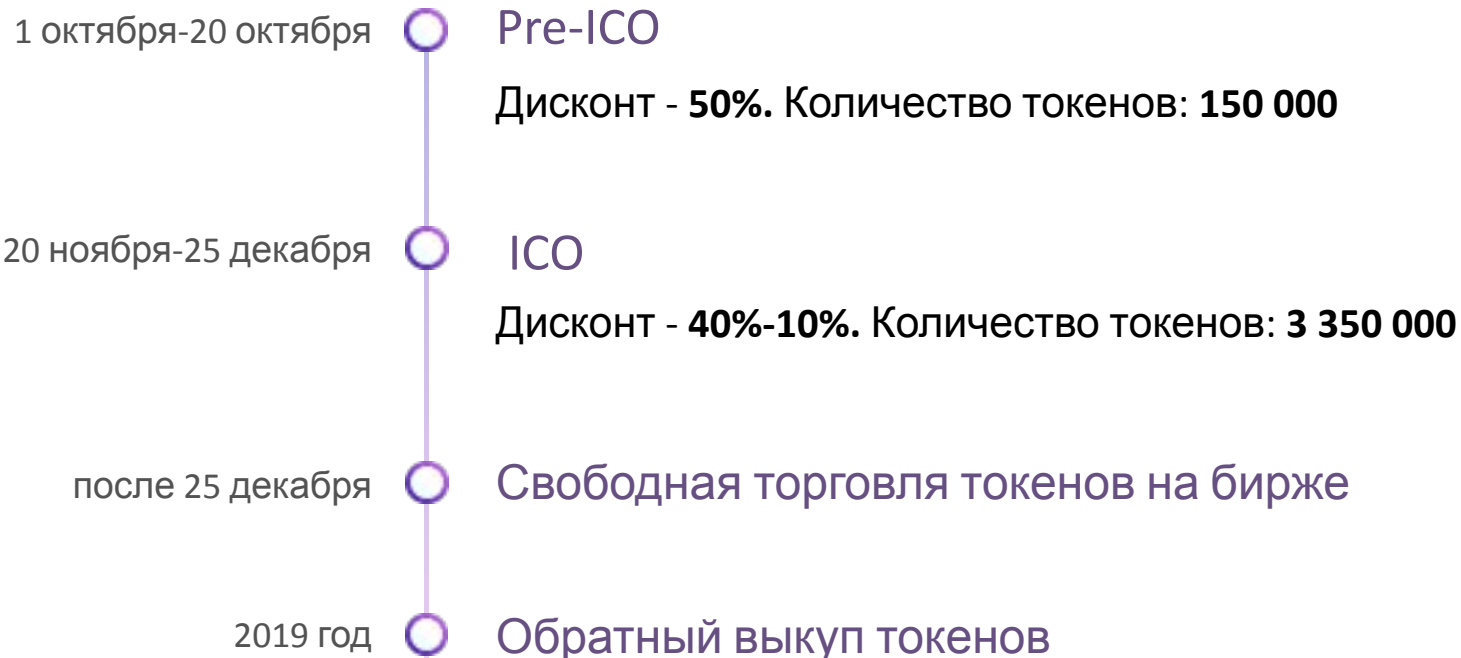 1 октября-20 октября
Pre-ICO
Дисконт - 50%. Количество токенов: 150 000
20 ноября-25 декабря
ICO
Дисконт - 40%-10%. Количество токенов: 3 350 000
после 25 декабря
Свободная торговля токенов на бирже
2019 год
Обратный выкуп токенов